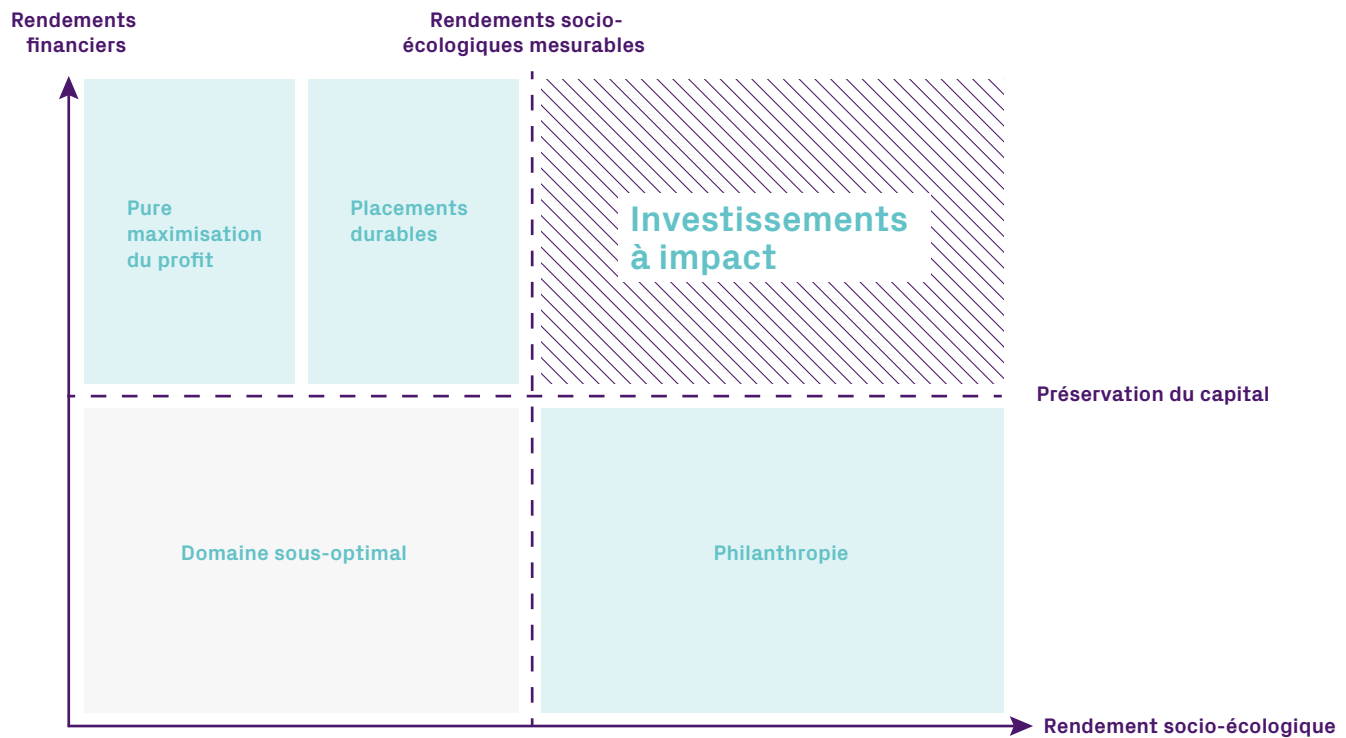 Rendements
financiers
Rendements socio-
écologiques mesurables
Pure
maximisation
du profit
Placements
durables
Investissements
à impact
Préservation du capital
Domaine sous-optimal
Philanthropie
Rendement socio-écologique